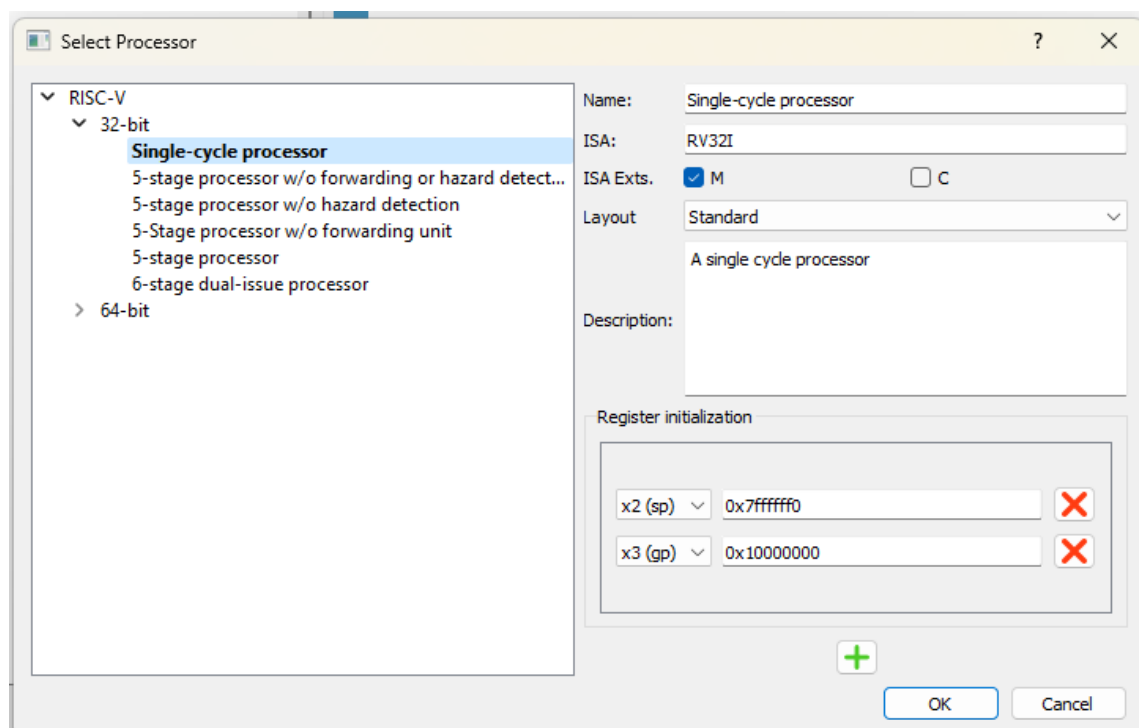 Select Processor
?
RISC-V
32-bit
Single-cycle processor
5-stage processor w/o forwarding or hazard detect...
5-stage processor w/o hazard detection
5-Stage processor w/o forwarding unit
5-stage processor
6-stage dual-issue processor
64-bit
Name: Single-cycle processor
ISA: RV32I
ISA Exts. M C
Layout Standard
Description: A single cycle processor
Register initialization
x2 (sp) 0x7ffffff0
x3 (gp) 0x10000000
OK Cancel